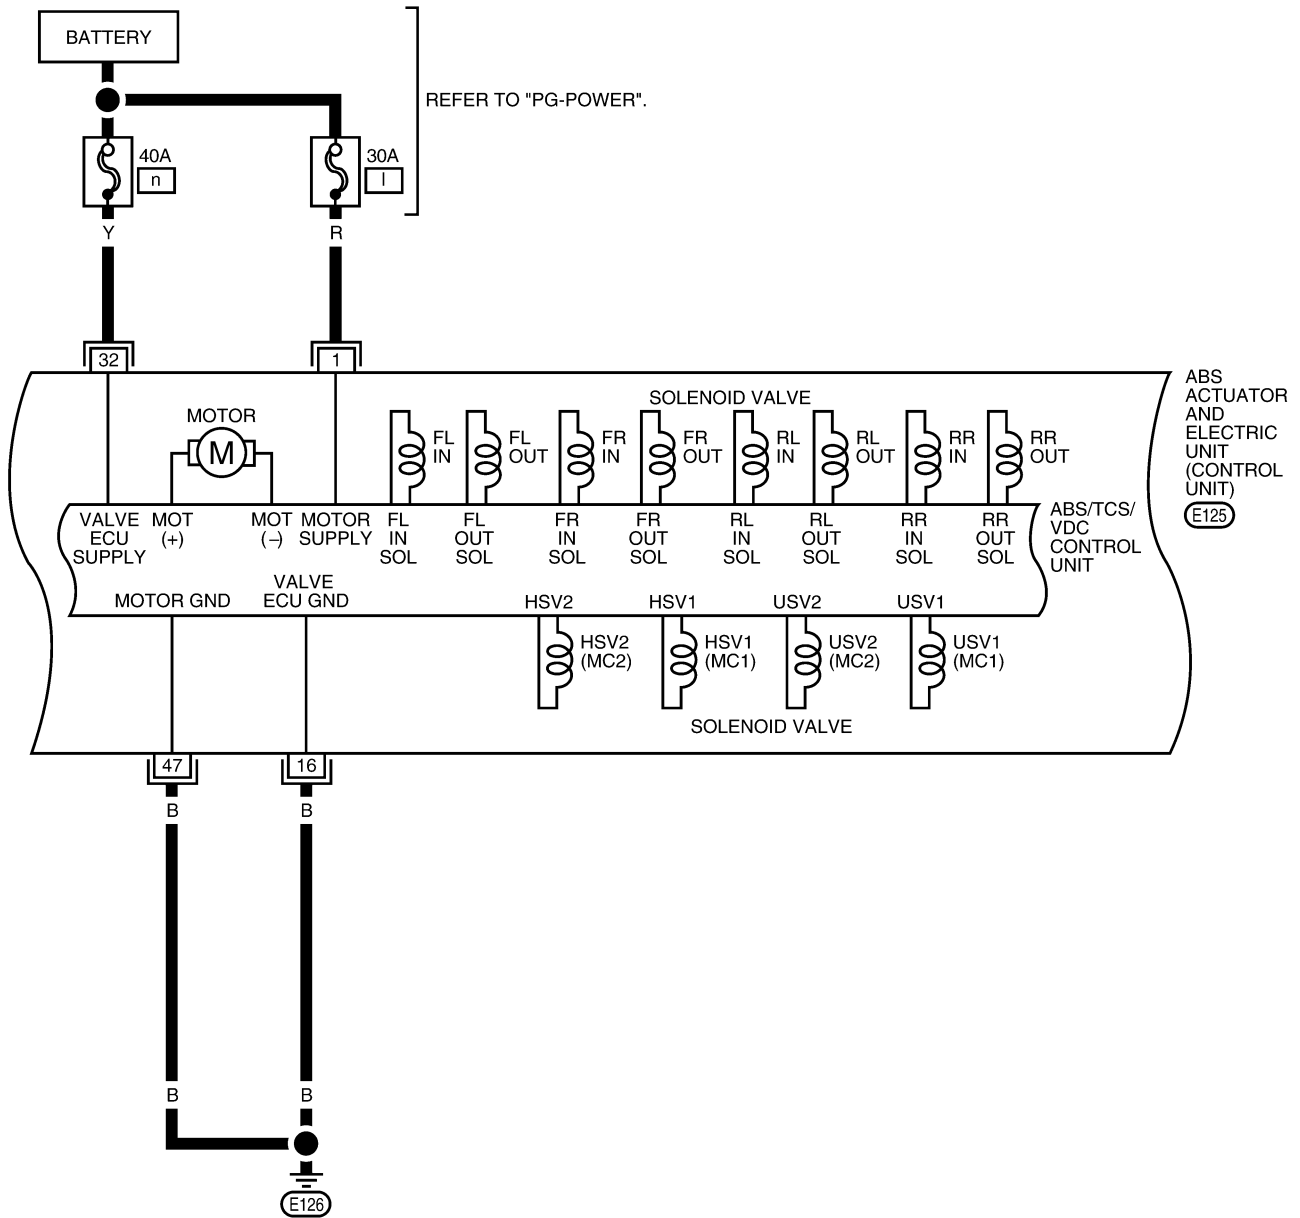 BATTERY
REFER TO "PG-POWER".
40A
n
30A
l
Y
R
32
1
ABS
ACTUATOR
AND
ELECTRIC
UNIT
(CONTROL
UNIT)
E125
MOTOR
M
SOLENOID VALVE
FL
IN
FL
OUT
FR
IN
FR
OUT
RL
IN
RL
OUT
RR
IN
RR
OUT
VALVE
ECU
SUPPLY
MOT
(+)
MOT
(–)
MOTOR
SUPPLY
FL
IN
SOL
FL
OUT
SOL
FR
IN
SOL
FR
OUT
SOL
RL
IN
SOL
RL
OUT
SOL
RR
IN
SOL
RR
OUT
SOL
ABS/TCS/
VDC
CONTROL
UNIT
MOTOR GND
VALVE
ECU GND
HSV2
HSV1
USV2
USV1
HSV2
(MC2)
HSV1
(MC1)
USV2
(MC2)
USV1
(MC1)
SOLENOID VALVE
47
16
B
B
B
B
E126